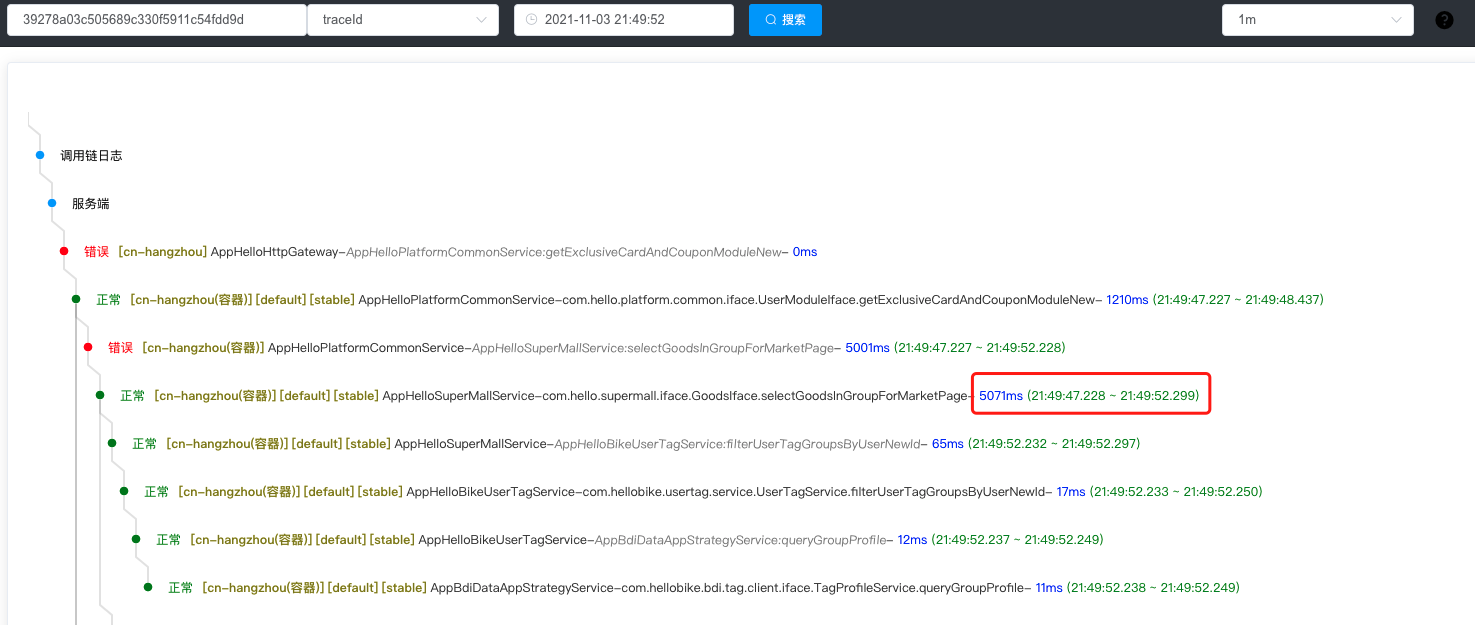 39278a03c505689c330f5911c54fdd9d traceId 2021-11-03 21:49:52 搜索 1m ?
调用链日志
服务端
错误 [cn-hangzhou] AppHelloHttpGateway-AppHelloPlatformCommonService:getExclusiveCardAndCouponModuleNew- 0ms
正常 [cn-hangzhou(容器)] [default] [stable] AppHelloPlatformCommonService-com.hello.platform.common.iface.UserModuleIface.getExclusiveCardAndCouponModuleNew- 1210ms (21:49:47.227 ~ 21:49:48.437)
错误 [cn-hangzhou(容器)] AppHelloPlatformCommonService-AppHelloSuperMallService:selectGoodsInGroupForMarketPage- 5001ms (21:49:47.227 ~ 21:49:52.228)
正常 [cn-hangzhou(容器)] [default] [stable] AppHelloSuperMallService-com.hello.supermall.iface.GoodsIface.selectGoodsInGroupForMarketPage- 5071ms (21:49:47.228 ~ 21:49:52.299)
正常 [cn-hangzhou(容器)] [default] [stable] AppHelloSuperMallService-AppHelloBikeUserTagService:filterUserTagGroupsByUserNewId- 65ms (21:49:52.232 ~ 21:49:52.297)
正常 [cn-hangzhou(容器)] [default] [stable] AppHelloBikeUserTagService-com.hellobike.usertag.service.UserTagService.filterUserTagGroupsByUserNewId- 17ms (21:49:52.233 ~ 21:49:52.250)
正常 [cn-hangzhou(容器)] [default] [stable] AppHelloBikeUserTagService-AppBdiDataAppStrategyService:queryGroupProfile- 12ms (21:49:52.237 ~ 21:49:52.249)
正常 [cn-hangzhou(容器)] [default] [stable] AppBdiDataAppStrategyService-com.hellobike.bdi.tag.client.iface.TagProfileService.queryGroupProfile- 11ms (21:49:52.238 ~ 21:49:52.249)